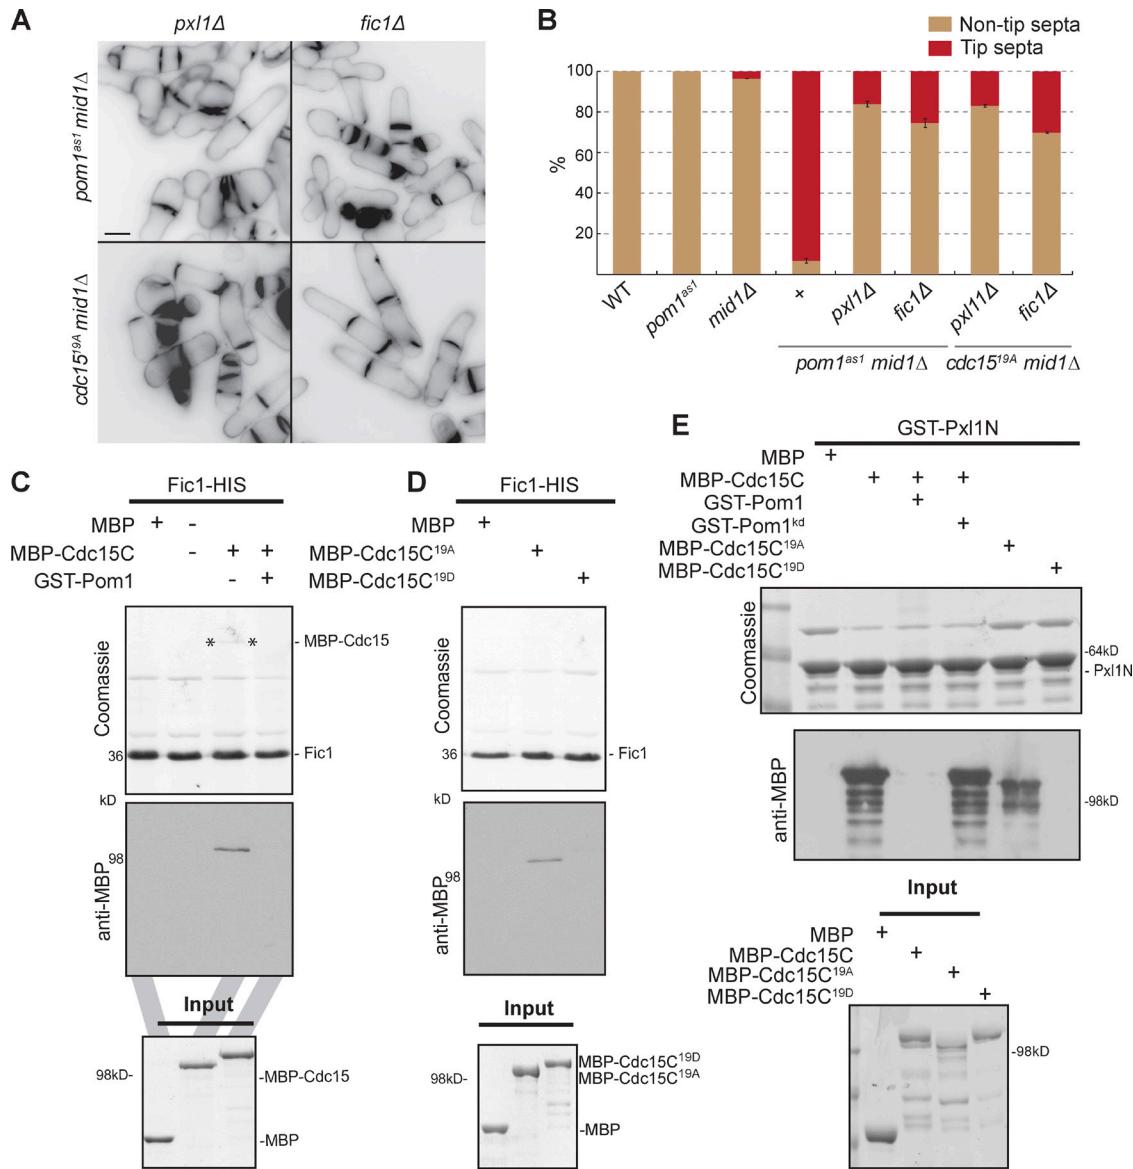 A
pxl1Δ
fic1Δ
pom1as1 mid1Δ
cdc1519A mid1Δ
B
Non-tip septa
Tip septa
%
100
80
60
40
20
WT
pom1as1
mid1Δ
+
pxl1Δ
fic1Δ
pxl11Δ
fic1Δ
pom1as1 mid1Δ
cdc1519A mid1Δ
C
Fic1-HIS
MBP + -
MBP-Cdc15C - + +
GST-Pom1 - +
Coomassie
* *
- MBP-Cdc15
36
- Fic1
kD
98
anti-MBP
Input
98kD-
-MBP-Cdc15
-MBP
D
Fic1-HIS
MBP +
MBP-Cdc15C19A +
MBP-Cdc15C19D +
Coomassie
36
- Fic1
kD
98
anti-MBP
Input
98kD-
MBP-Cdc15C19D
MBP-Cdc15C19A
-MBP
E
GST-Pxl1N
MBP +
MBP-Cdc15C + + +
GST-Pom1 +
GST-Pom1kd +
MBP-Cdc15C19A +
MBP-Cdc15C19D +
Coomassie
-64kD
- Pxl1N
anti-MBP
-98kD
Input
MBP +
MBP-Cdc15C +
MBP-Cdc15C19A +
MBP-Cdc15C19D +
-98kD